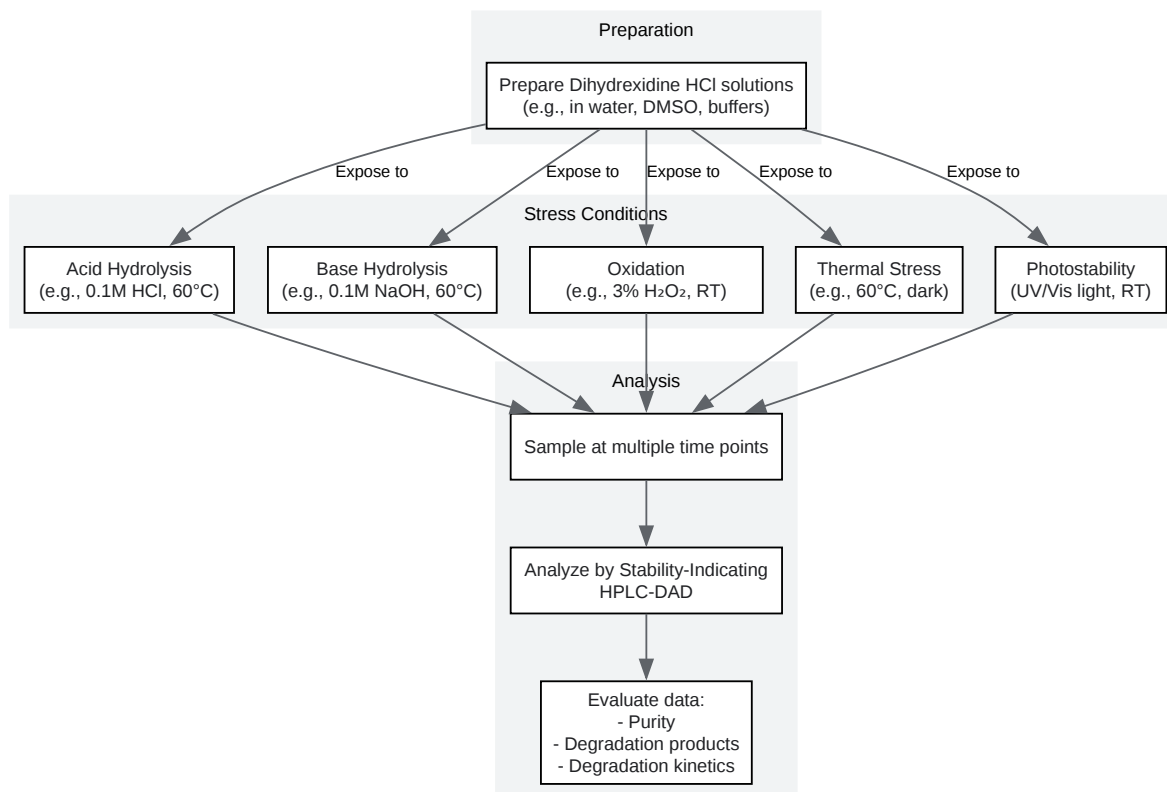 Preparation
Prepare Dihydrexidine HCl solutions
(e.g., in water, DMSO, buffers)
Expose to
Expose to
Expose to
Expose to
Expose to
Stress Conditions
Acid Hydrolysis
(e.g., 0.1M HCl, 60°C)
Base Hydrolysis
(e.g., 0.1M NaOH, 60°C)
Oxidation
(e.g., 3% H₂O₂, RT)
Thermal Stress
(e.g., 60°C, dark)
Photostability
(UV/Vis light, RT)
Analysis
Sample at multiple time points
Analyze by Stability-Indicating
HPLC-DAD
Evaluate data:
- Purity
- Degradation products
- Degradation kinetics